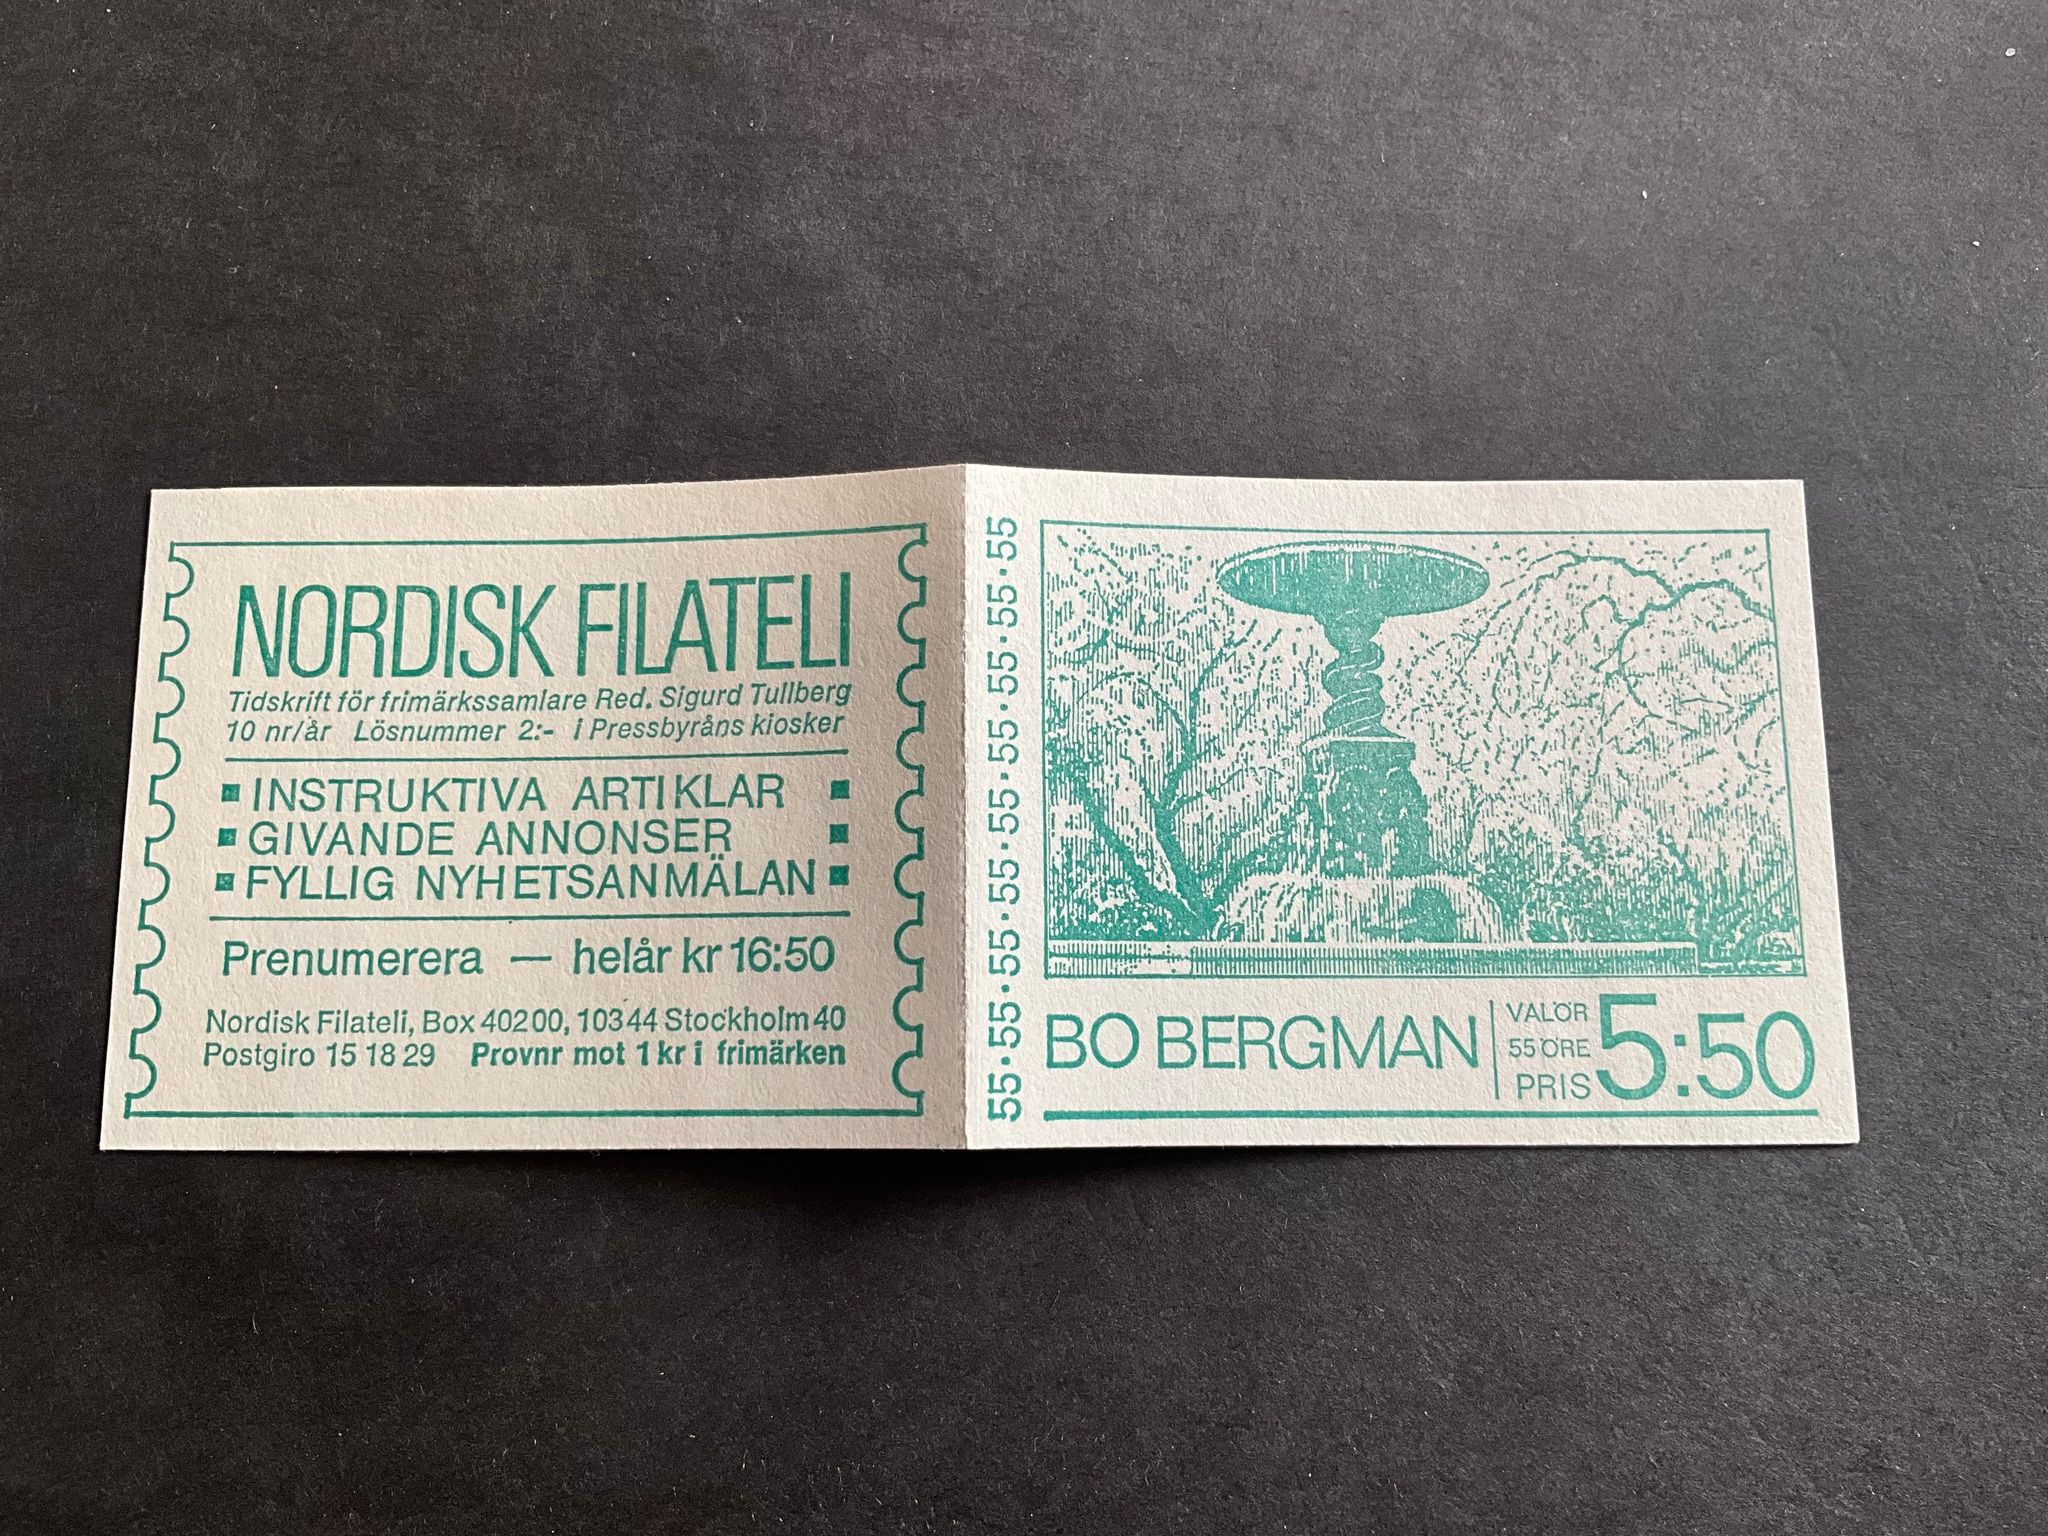 NORDISK FILATELI
Tidskrift för frimärkssamlare Red. Sigurd Tullberg
10 nr/år Lösnummer 2:- i Pressbyråns kiosker
INSTRUKTIVA ARTIKLAR
GIVANDE ANNONSER
FYLLIG NYHETSANMÄLAN
Prenumerera — helår kr 16:50
Nordisk Filateli, Box 40200, 10344 Stockholm 40
Postgiro 15 18 29 Provnr mot 1 kr i frimärken
55·55·55·55·55·55·55·55·55
BO BERGMAN
VALÖR
55 ÖRE
PRIS
5:50